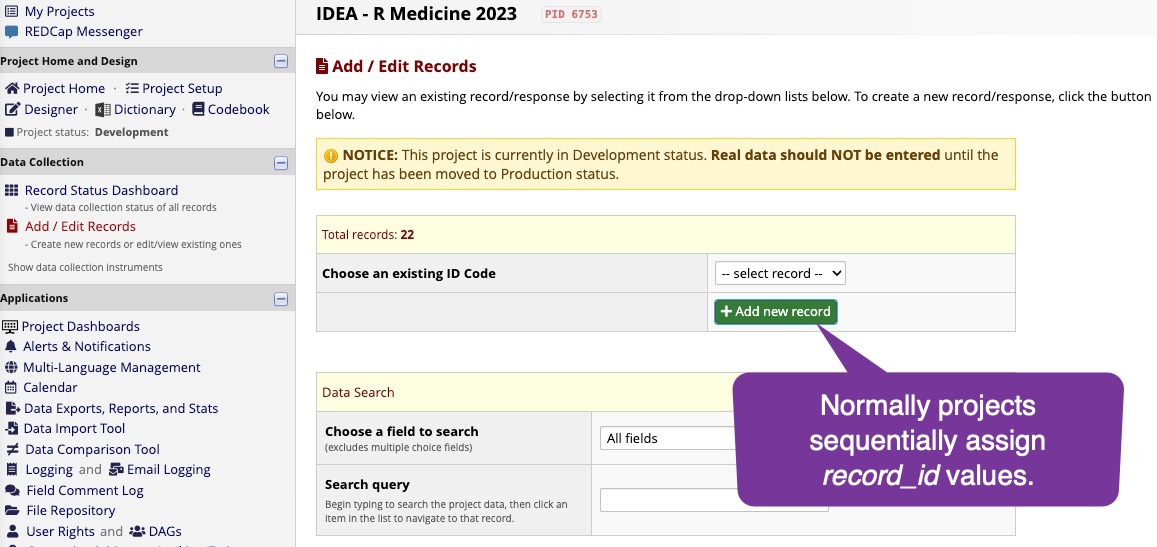 My Projects
REDCap Messenger
Project Home and Design
Project Home · Project Setup
Designer · Dictionary · Codebook
Project status: Development
Data Collection
Record Status Dashboard
- View data collection status of all records
Add / Edit Records
- Create new records or edit/view existing ones
Show data collection instruments
Applications
Project Dashboards
Alerts & Notifications
Multi-Language Management
Calendar
Data Exports, Reports, and Stats
Data Import Tool
Data Comparison Tool
Logging and Email Logging
Field Comment Log
File Repository
User Rights and DAGs
IDEA - R Medicine 2023 PID 6753
Add / Edit Records
You may view an existing record/response by selecting it from the drop-down lists below. To create a new record/response, click the button
below.
NOTICE: This project is currently in Development status. Real data should NOT be entered until the
project has been moved to Production status.
Total records: 22
Choose an existing ID Code -- select record --
+ Add new record
Data Search
Choose a field to search
(excludes multiple choice fields)
All fields
Search query
Begin typing to search the project data, then click an
item in the list to navigate to that record.
Normally projects
sequentially assign
record_id values.